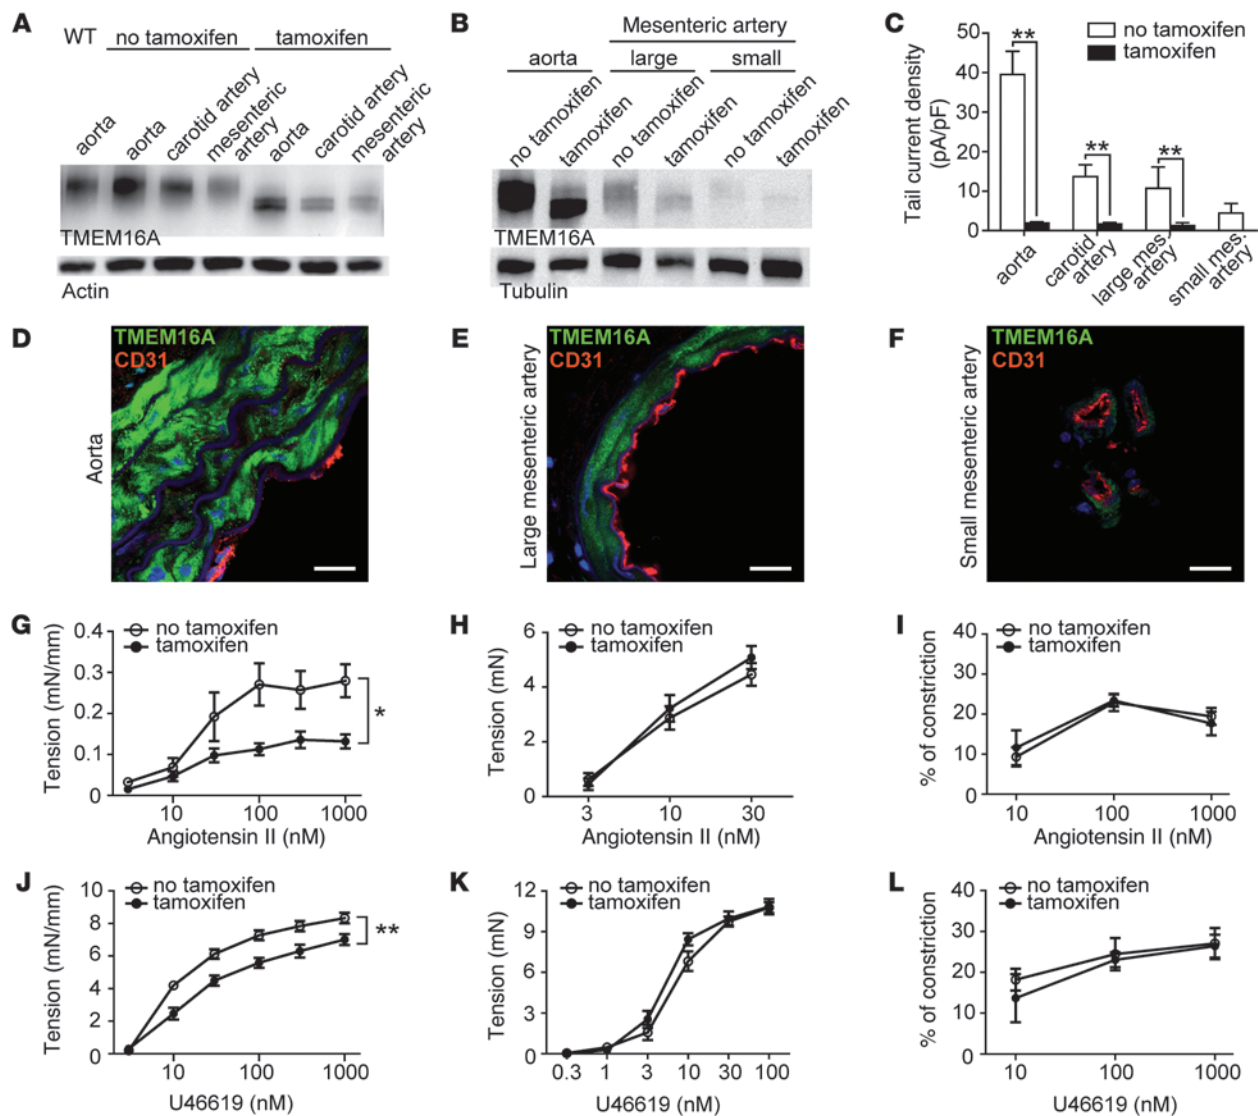 A
WT
no tamoxifen
tamoxifen
aorta
aorta
carotid artery
mesenteric
artery
aorta
carotid artery
mesenteric
artery
TMEM16A
Actin
B
Mesenteric artery
aorta
large
small
no tamoxifen
tamoxifen
no tamoxifen
tamoxifen
no tamoxifen
tamoxifen
TMEM16A
Tubulin
C
no tamoxifen
tamoxifen
Tail current density
(pA/pF)
50
40
30
20
10
0
**
**
**
aorta
carotid
artery
large mes.
artery
small mes.
artery
D
TMEM16A
CD31
Aorta
E
TMEM16A
CD31
Large mesenteric artery
F
TMEM16A
CD31
Small mesenteric artery
G
no tamoxifen
tamoxifen
Tension (mN/mm)
0.4
0.3
0.2
0.1
0
*
10 100 1000
Angiotensin II (nM)
H
no tamoxifen
tamoxifen
Tension (mN)
6
4
2
0
3 10 30
Angiotensin II (nM)
I
no tamoxifen
tamoxifen
% of constriction
40
30
20
10
0
10 100 1000
Angiotensin II (nM)
J
no tamoxifen
tamoxifen
Tension (mN/mm)
10
8
6
4
2
0
**
10 100 1000
U46619 (nM)
K
no tamoxifen
tamoxifen
Tension (mN)
12
9
6
3
0
0.3 1 3 10 30 100
U46619 (nM)
L
no tamoxifen
tamoxifen
% of constriction
40
30
20
10
0
10 100 1000
U46619 (nM)